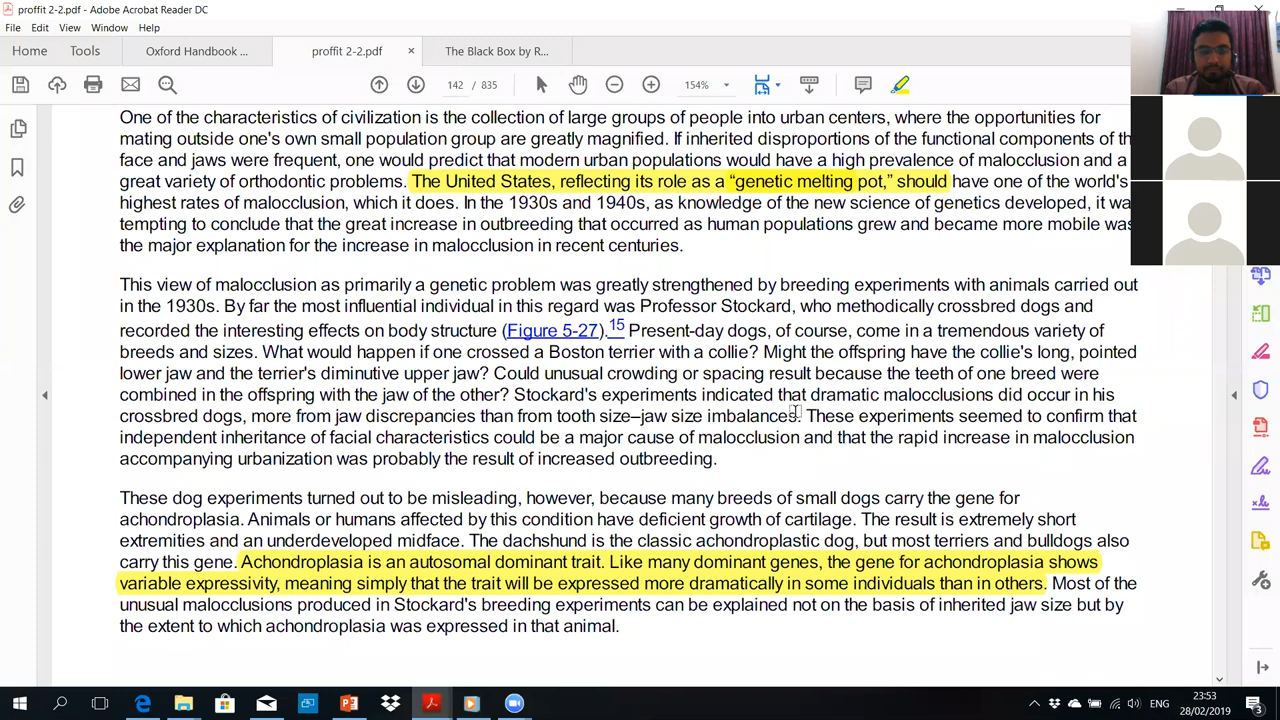 proffit 2-2.pdf - Adobe Acrobat Reader DC
File Edit View Window Help
Home Tools Oxford Handbook ... proffit 2-2.pdf × The Black Box by R...
142 / 835 154%
One of the characteristics of civilization is the collection of large groups of people into urban centers, where the opportunities for
mating outside one's own small population group are greatly magnified. If inherited disproportions of the functional components of th
face and jaws were frequent, one would predict that modern urban populations would have a high prevalence of malocclusion and a
great variety of orthodontic problems. The United States, reflecting its role as a “genetic melting pot,” should have one of the world's
highest rates of malocclusion, which it does. In the 1930s and 1940s, as knowledge of the new science of genetics developed, it wa
tempting to conclude that the great increase in outbreeding that occurred as human populations grew and became more mobile was
the major explanation for the increase in malocclusion in recent centuries.
This view of malocclusion as primarily a genetic problem was greatly strengthened by breeding experiments with animals carried out
in the 1930s. By far the most influential individual in this regard was Professor Stockard, who methodically crossbred dogs and
recorded the interesting effects on body structure (Figure 5-27).15 Present-day dogs, of course, come in a tremendous variety of
breeds and sizes. What would happen if one crossed a Boston terrier with a collie? Might the offspring have the collie's long, pointed
lower jaw and the terrier's diminutive upper jaw? Could unusual crowding or spacing result because the teeth of one breed were
combined in the offspring with the jaw of the other? Stockard's experiments indicated that dramatic malocclusions did occur in his
crossbred dogs, more from jaw discrepancies than from tooth size–jaw size imbalances. These experiments seemed to confirm that
independent inheritance of facial characteristics could be a major cause of malocclusion and that the rapid increase in malocclusion
accompanying urbanization was probably the result of increased outbreeding.
These dog experiments turned out to be misleading, however, because many breeds of small dogs carry the gene for
achondroplasia. Animals or humans affected by this condition have deficient growth of cartilage. The result is extremely short
extremities and an underdeveloped midface. The dachshund is the classic achondroplastic dog, but most terriers and bulldogs also
carry this gene. Achondroplasia is an autosomal dominant trait. Like many dominant genes, the gene for achondroplasia shows
variable expressivity, meaning simply that the trait will be expressed more dramatically in some individuals than in others. Most of the
unusual malocclusions produced in Stockard's breeding experiments can be explained not on the basis of inherited jaw size but by
the extent to which achondroplasia was expressed in that animal.
ENG
23:53
28/02/2019
3